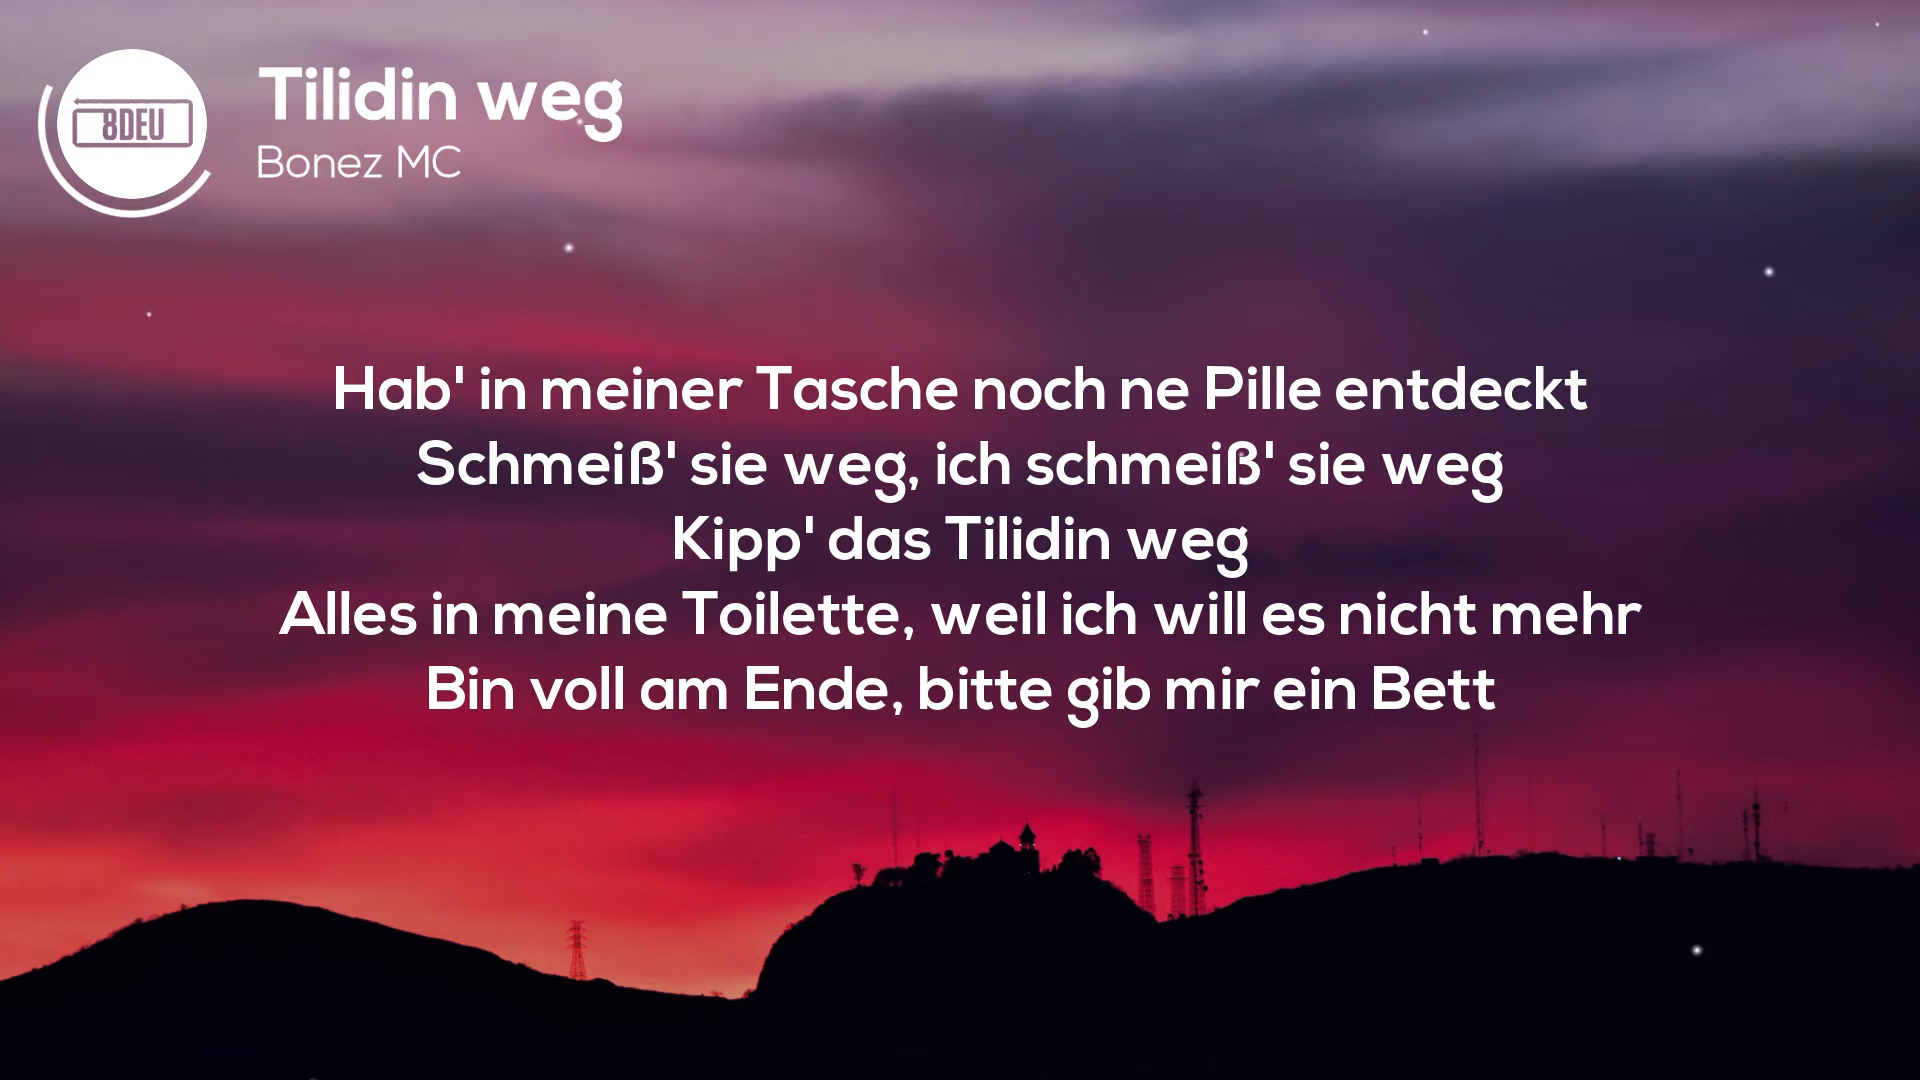 8DEU
Tilidin weg
Bonez MC
Hab' in meiner Tasche noch ne Pille entdeckt
Schmeiß' sie weg, ich schmeiß' sie weg
Kipp' das Tilidin weg
Alles in meine Toilette, weil ich will es nicht mehr
Bin voll am Ende, bitte gib mir ein Bett